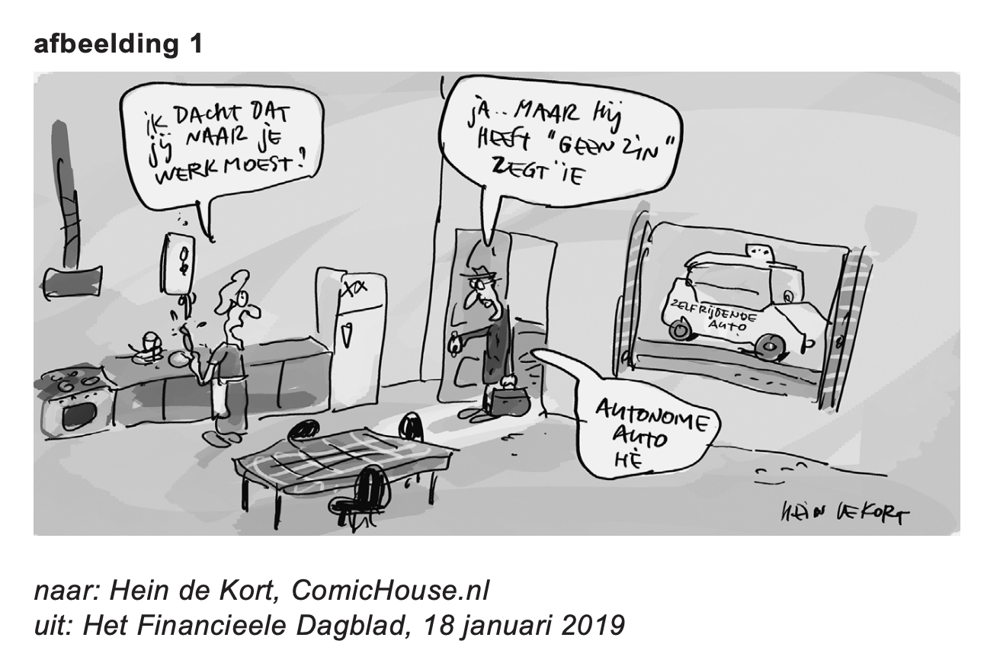 afbeelding 1
ik DACHT DAT
jij NAAR je
WERK MOEST!
jA.. MAAR Hij
HEEFT "GEEN ZiN"
ZEGT 'iE
ZELFRijDENDE
AUTO
AUTONOME
AUTO
HÈ
HEiN DE KORT
naar: Hein de Kort, ComicHouse.nl
uit: Het Financieele Dagblad, 18 januari 2019